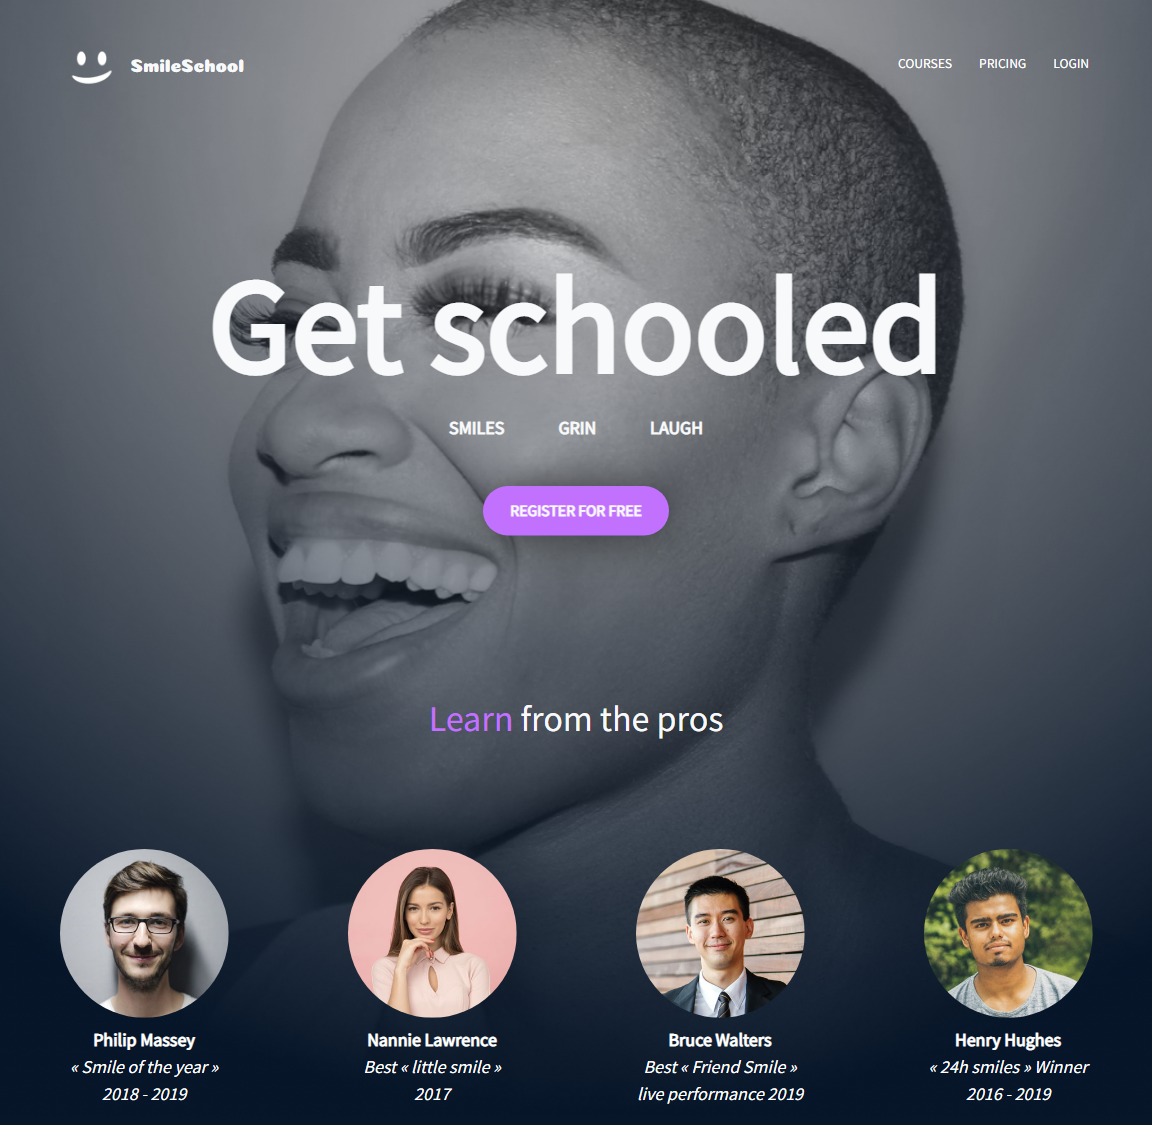 SmileSchool
COURSES PRICING LOGIN
Get schooled
SMILES GRIN LAUGH
REGISTER FOR FREE
Learn from the pros
Philip Massey
« Smile of the year »
2018 - 2019
Nannie Lawrence
Best « little smile »
2017
Bruce Walters
Best « Friend Smile »
live performance 2019
Henry Hughes
« 24h smiles » Winner
2016 - 2019